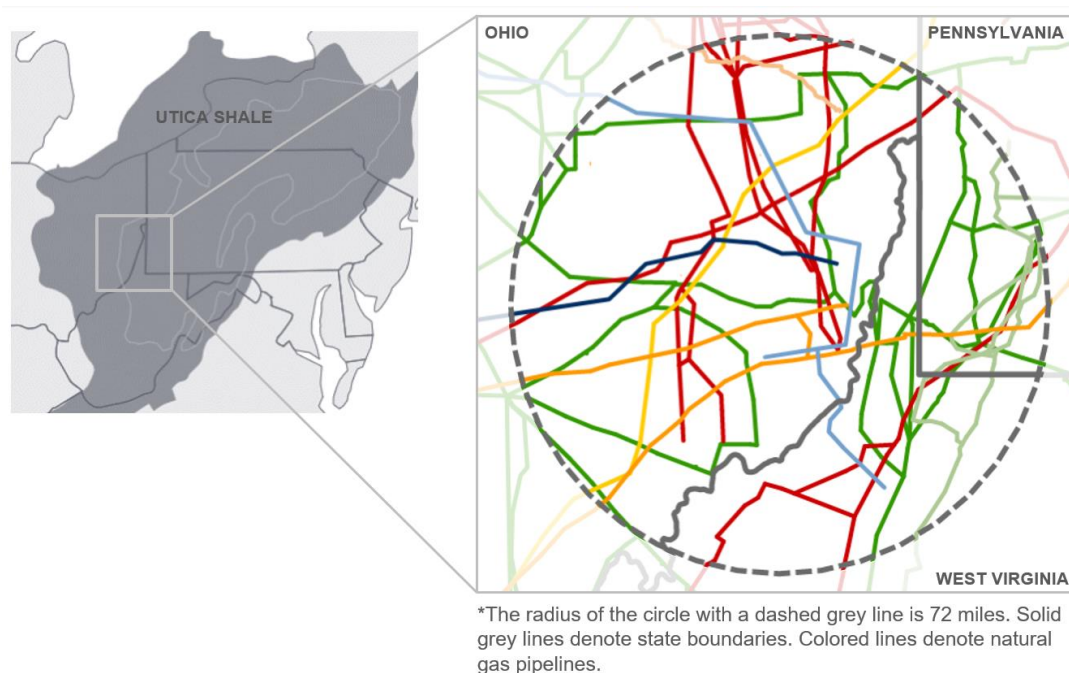 OHIO
PENNSYLVANIA
UTICA SHALE
WEST VIRGINIA
*The radius of the circle with a dashed grey line is 72 miles. Solid
grey lines denote state boundaries. Colored lines denote natural
gas pipelines.